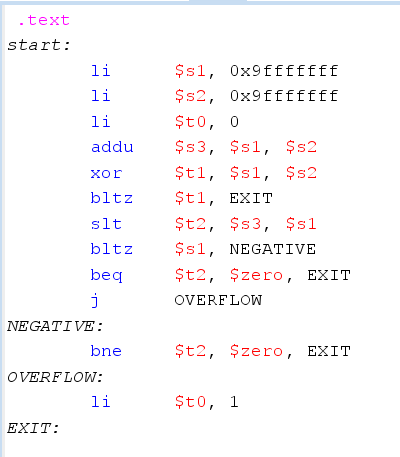 .text
start:
li $s1, 0x9fffffff
li $s2, 0x9fffffff
li $t0, 0
addu $s3, $s1, $s2
xor $t1, $s1, $s2
bltz $t1, EXIT
slt $t2, $s3, $s1
bltz $s1, NEGATIVE
beq $t2, $zero, EXIT
j OVERFLOW
NEGATIVE:
bne $t2, $zero, EXIT
OVERFLOW:
li $t0, 1
EXIT: